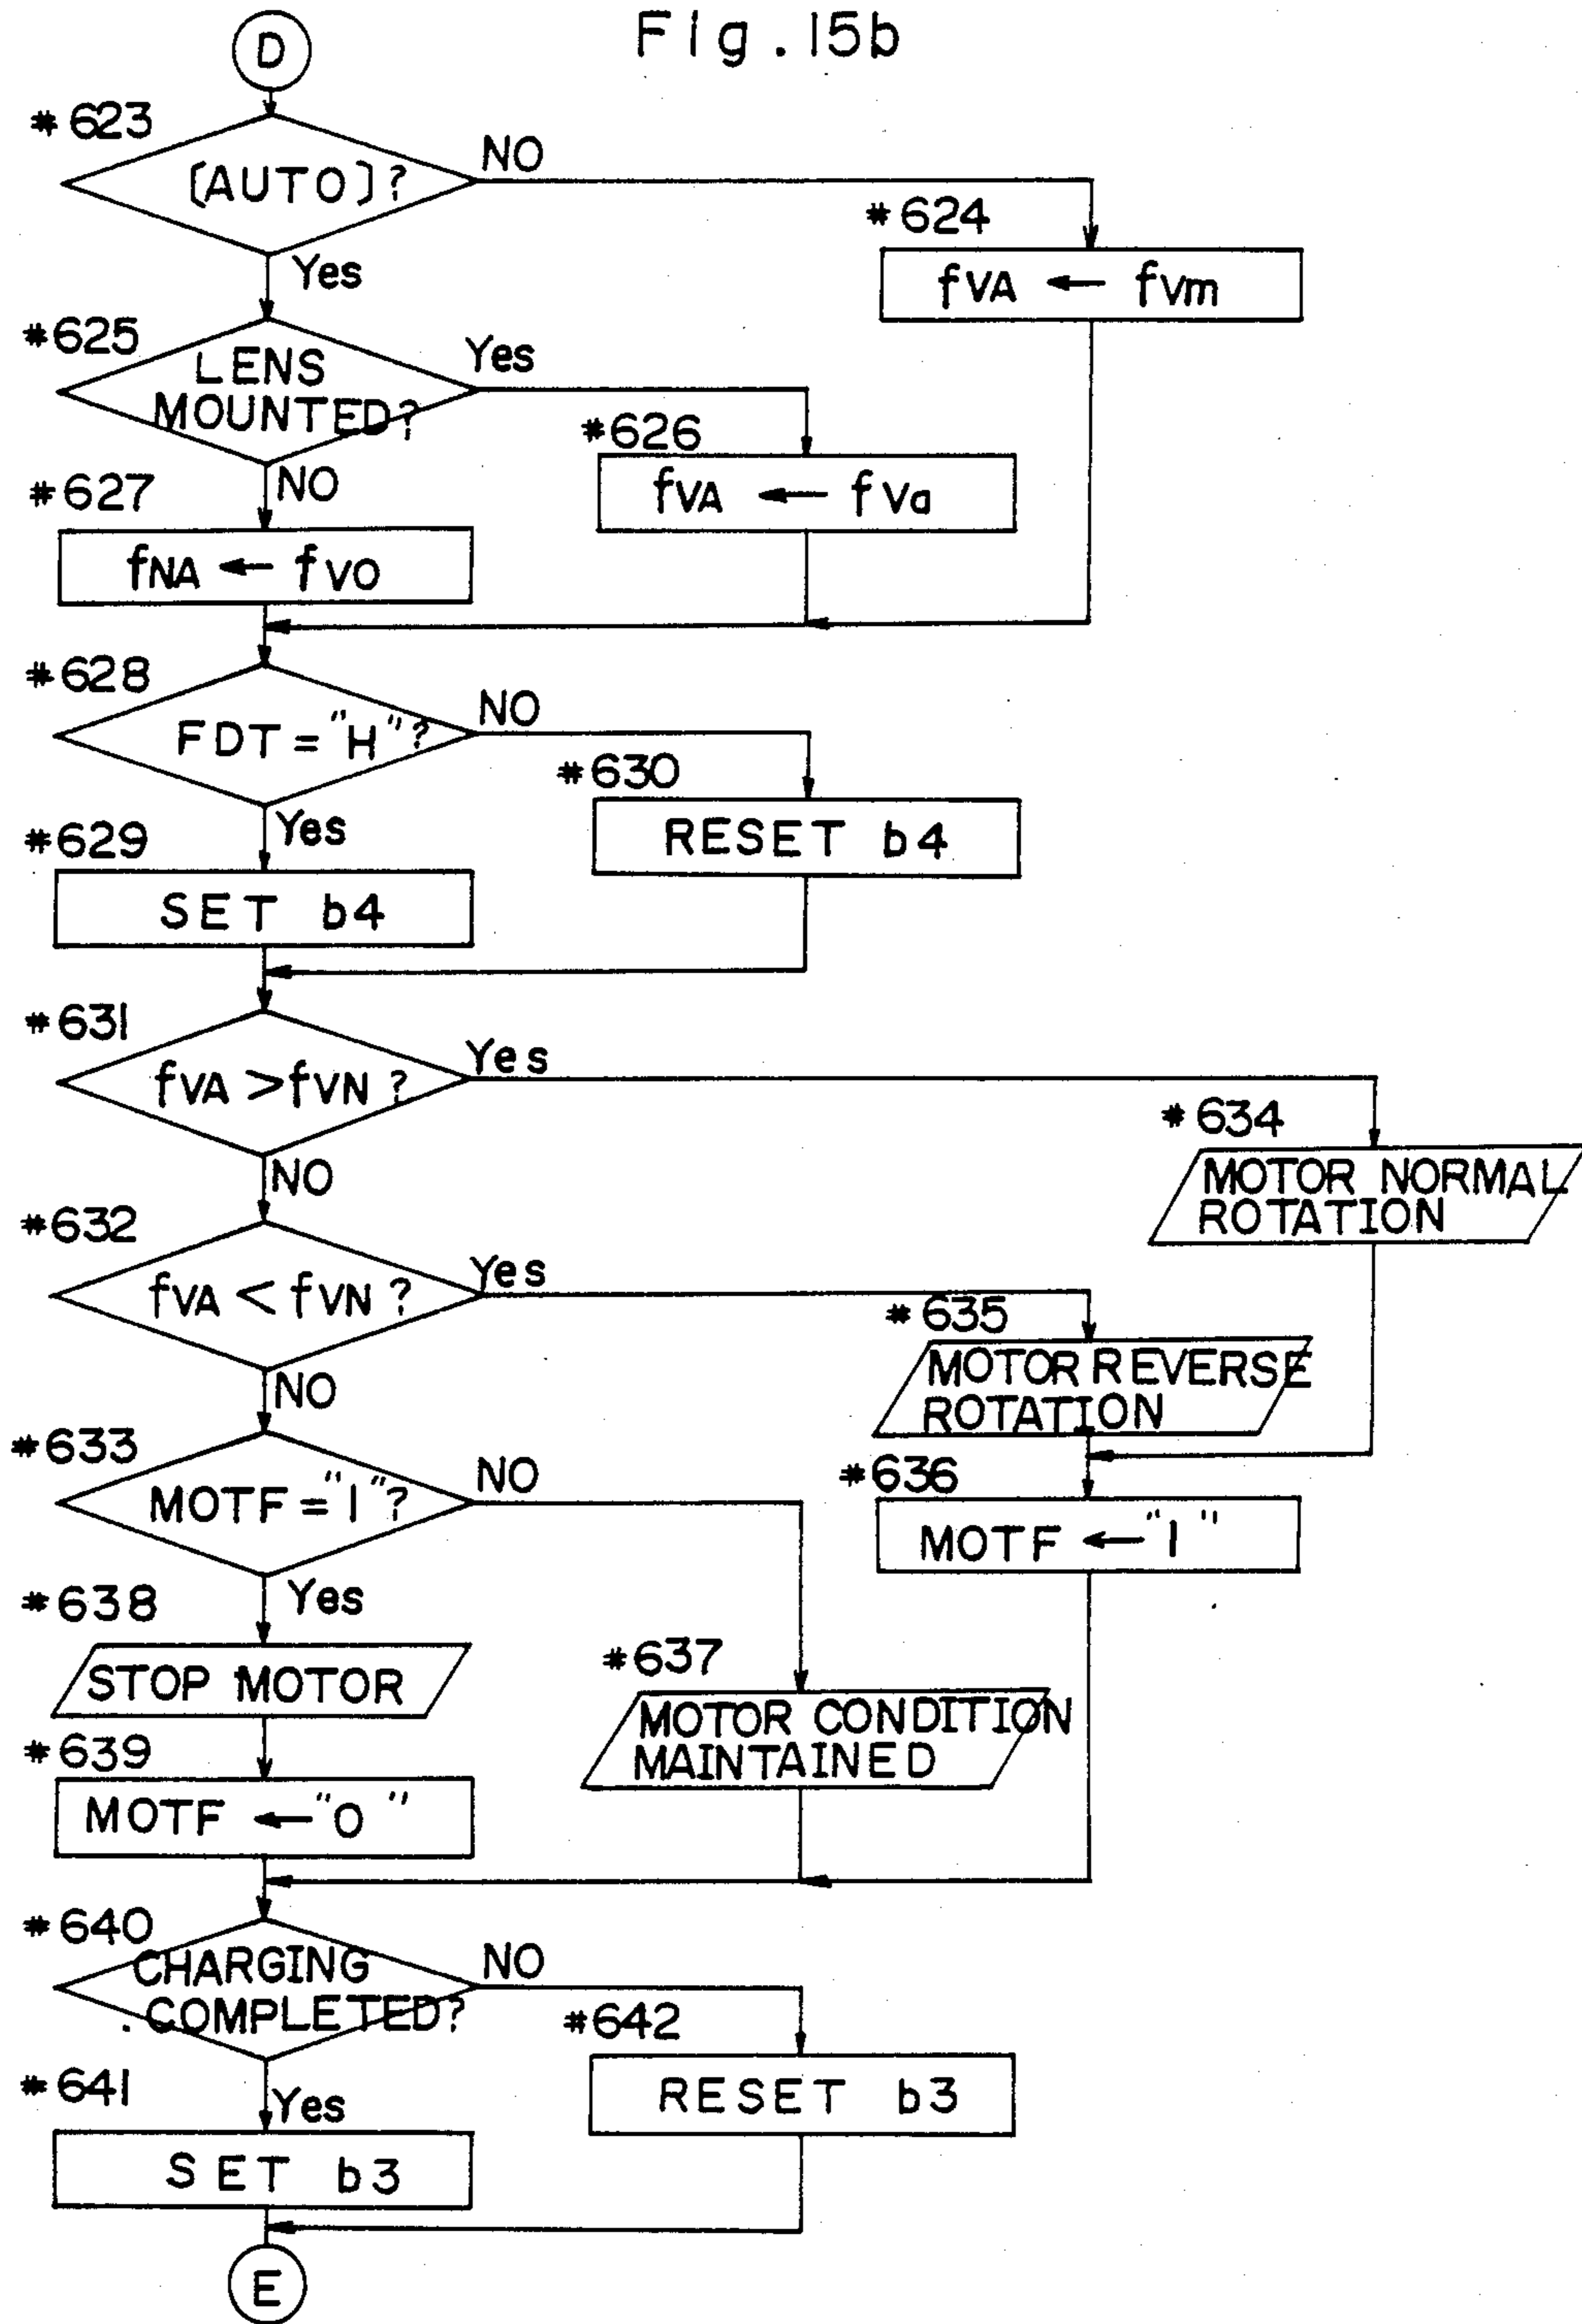 Fig. 15b
D
#623
[AUTO]?
NO
Yes
#624
fVA ← fVm
#625
LENS
MOUNTED?
Yes
NO
#626
fVA ← fVa
#627
fNA ← fVO
#628
FDT = "H"?
NO
Yes
#630
RESET b4
#629
SET b4
#631
fVA > fVN ?
Yes
NO
#634
MOTOR NORMAL
ROTATION
#632
fVA < fVN ?
Yes
NO
#635
MOTOR REVERSE
ROTATION
#633
MOTF = "1"?
NO
Yes
#636
MOTF ← "1"
#638
STOP MOTOR
#637
MOTOR CONDITION
MAINTAINED
#639
MOTF ← "0"
#640
CHARGING
COMPLETED?
NO
Yes
#642
RESET b3
#641
SET b3
E